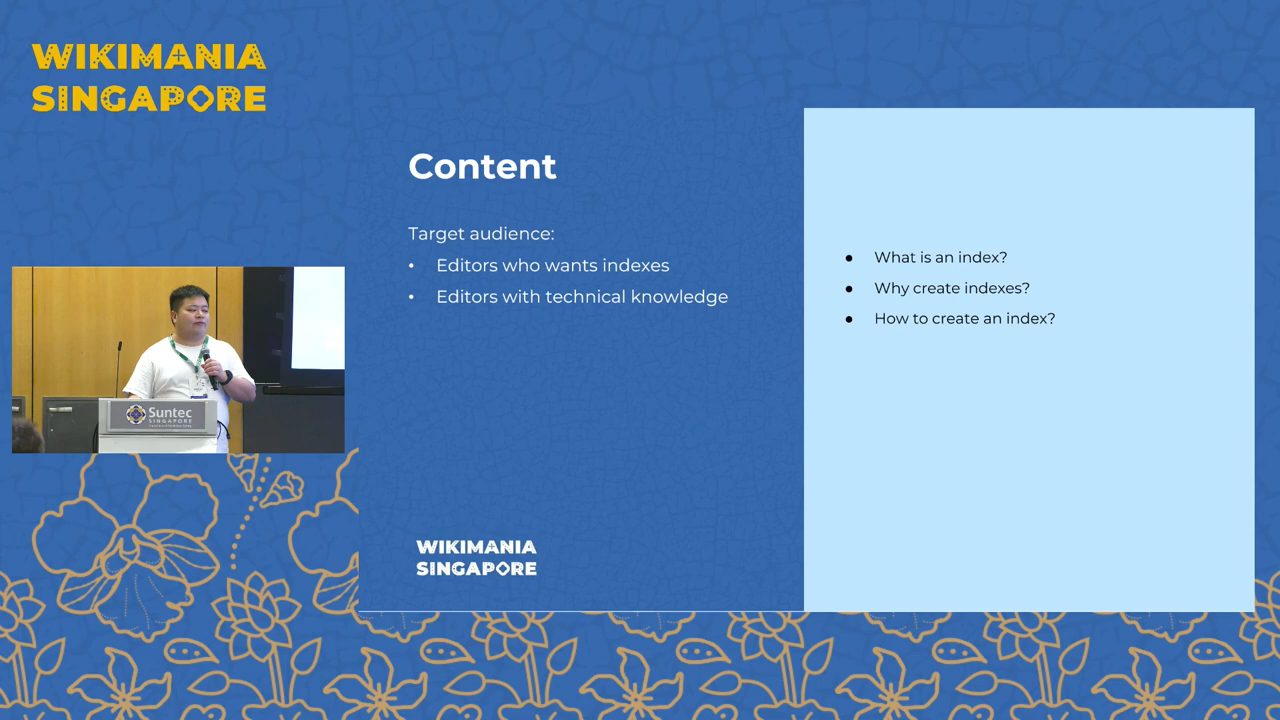 WIKIMANIA
SINGAPORE
Content
Target audience:
• Editors who wants indexes
• Editors with technical knowledge
● What is an index?
● Why create indexes?
● How to create an index?
Suntec
SINGAPORE
WIKIMANIA
SINGAPORE